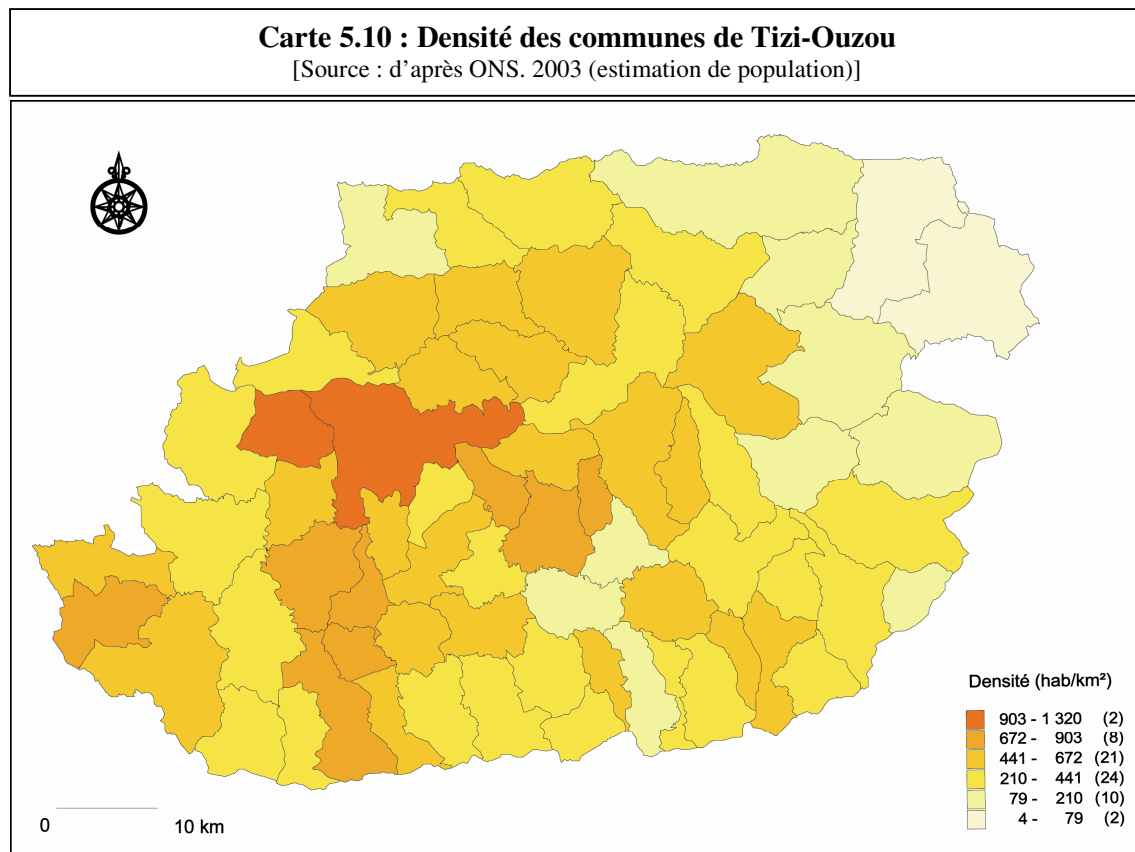 Carte 5.10 : Densité des communes de Tizi-Ouzou
[Source : d'après ONS. 2003 (estimation de population)]
Densité (hab/km²)
903 - 1 320 (2)
672 - 903 (8)
441 - 672 (21)
210 - 441 (24)
79 - 210 (10)
4 - 79 (2)
0 10 km